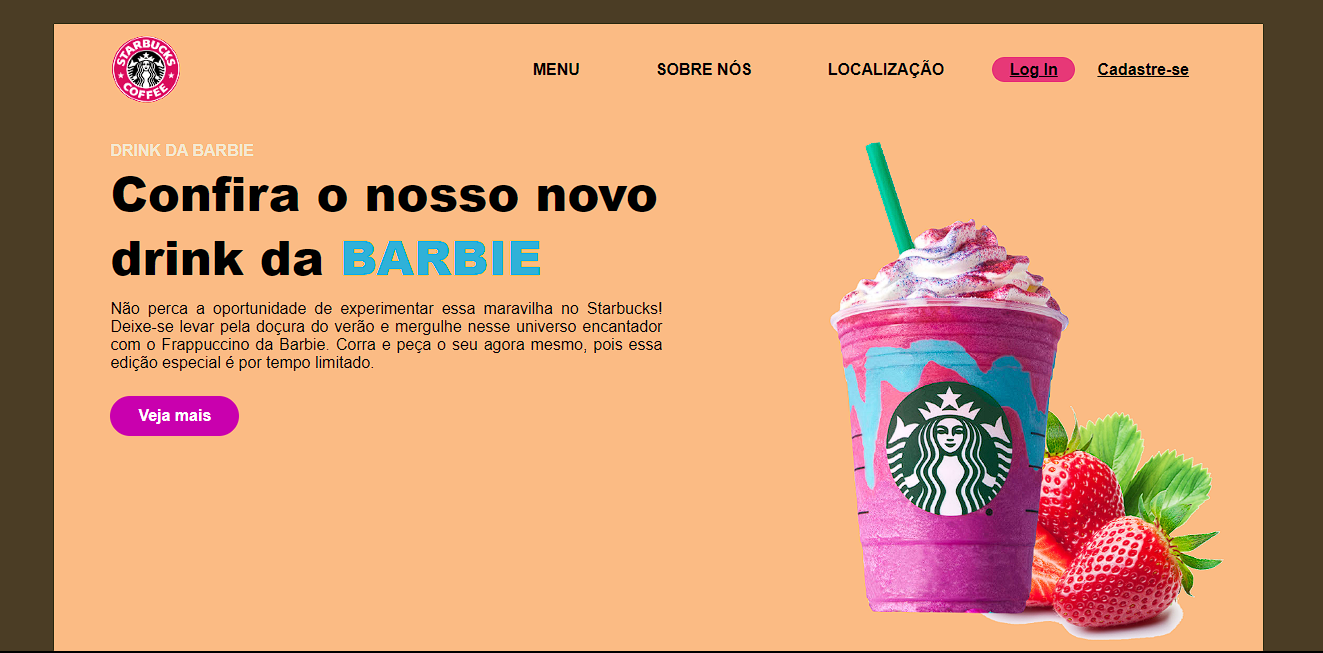 STARBUCKS
COFFEE
MENU
SOBRE NÓS
LOCALIZAÇÃO
Log In
Cadastre-se
DRINK DA BARBIE
Confira o nosso novo
drink da BARBIE
Não perca a oportunidade de experimentar essa maravilha no Starbucks!
Deixe-se levar pela doçura do verão e mergulhe nesse universo encantador
com o Frappuccino da Barbie. Corra e peça o seu agora mesmo, pois essa
edição especial é por tempo limitado.
Veja mais